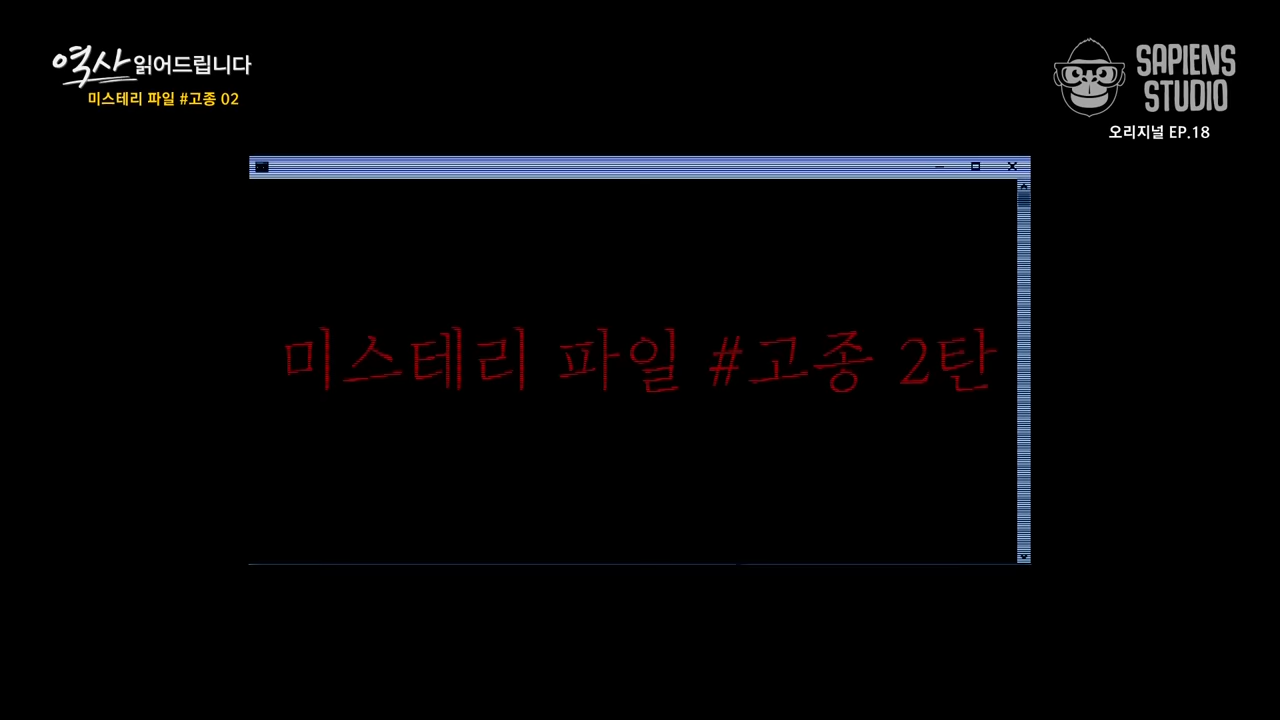 역사 읽어드립니다
미스테리 파일 #고종 02
SAPIENS
STUDIO
오리지널 EP.18
미스테리 파일 #고종 2탄